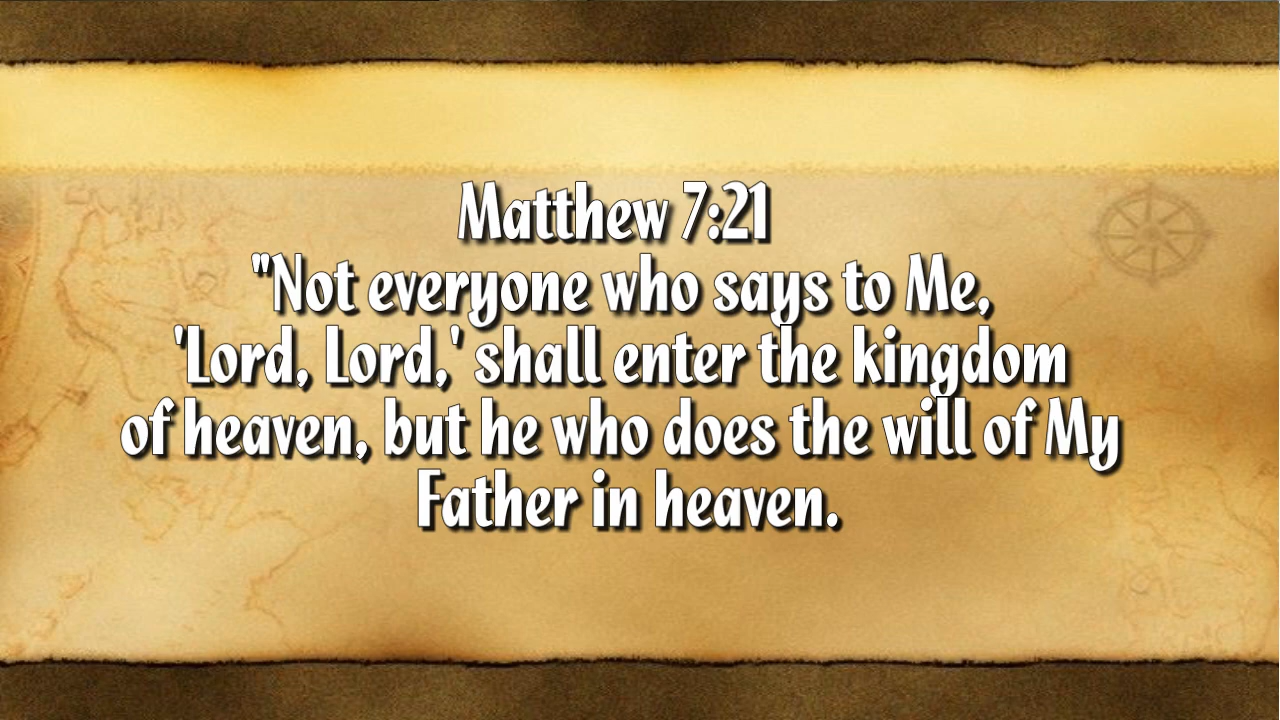 Matthew 7:21
"Not everyone who says to Me,
'Lord, Lord,' shall enter the kingdom
of heaven, but he who does the will of My
Father in heaven.